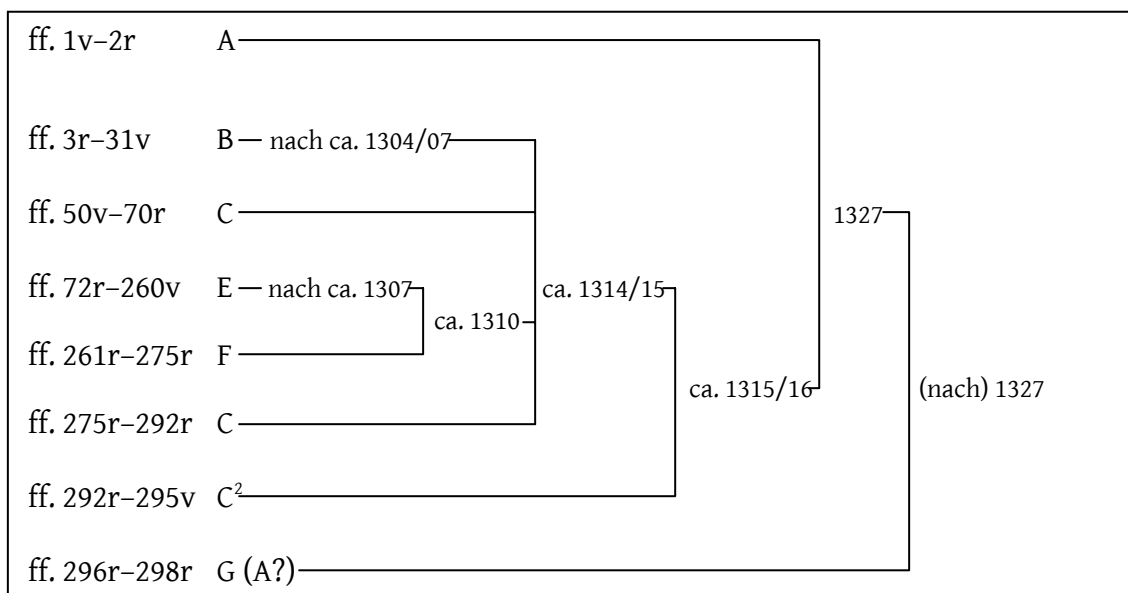 ff. 1v–2r A
ff. 3r–31v B nach ca. 1304/07
ff. 50v–70r C 1327
ff. 72r–260v E nach ca. 1307 ca. 1314/15
ca. 1310
ff. 261r–275r F
ca. 1315/16 (nach) 1327
ff. 275r–292r C
ff. 292r–295v C²
ff. 296r–298r G (A?)